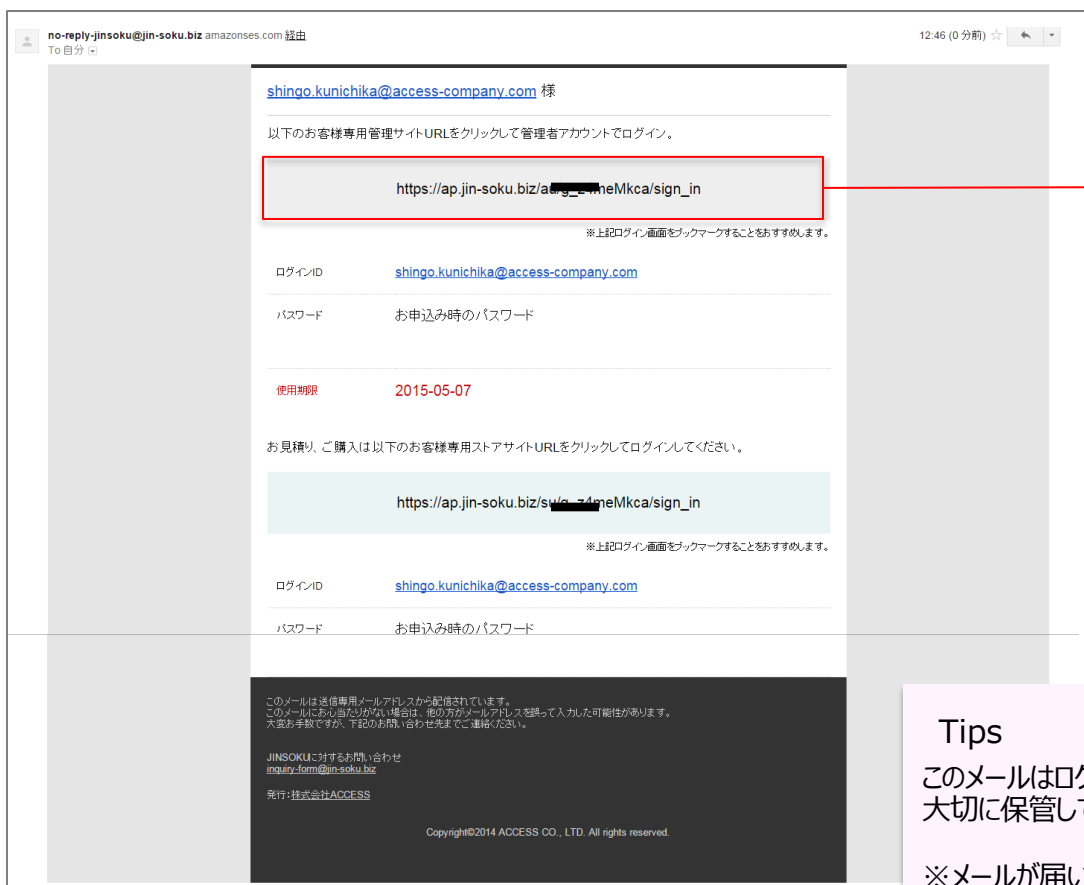 no-reply-jinsoku@jin-soku.biz amazonses.com 経由
12:46 (0 分前)
To 自分
shingo.kunichika@access-company.com 様
以下のお客様専用管理サイトURLをクリックして管理者アカウントでログイン。
https://ap.jin-soku.biz/a meMkca/sign_in
※上記ログイン画面をブックマークすることをおすすめします。
ログインID shingo.kunichika@access-company.com
パスワード お申込み時のパスワード
使用期限 2015-05-07
お見積り、ご購入は以下のお客様専用ストアサイトURLをクリックしてログインしてください。
https://ap.jin-soku.biz/s meMkca/sign_in
※上記ログイン画面をブックマークすることをおすすめします。
ログインID shingo.kunichika@access-company.com
パスワード お申込み時のパスワード
このメールは送信専用メールアドレスから配信されています。
このメールにお心当たりがない場合は、他の方がメールアドレスを誤って入力した可能性があります。
大変お手数ですが、下記のお問い合わせ先までご連絡ください。
JINSOKUに対するお問い合わせ
inquiry-form@jin-soku.biz
発行:株式会社ACCESS
Copyright©2014 ACCESS CO., LTD. All rights reserved.
Tips
このメールはロ
大切に保管して
※メールが届い